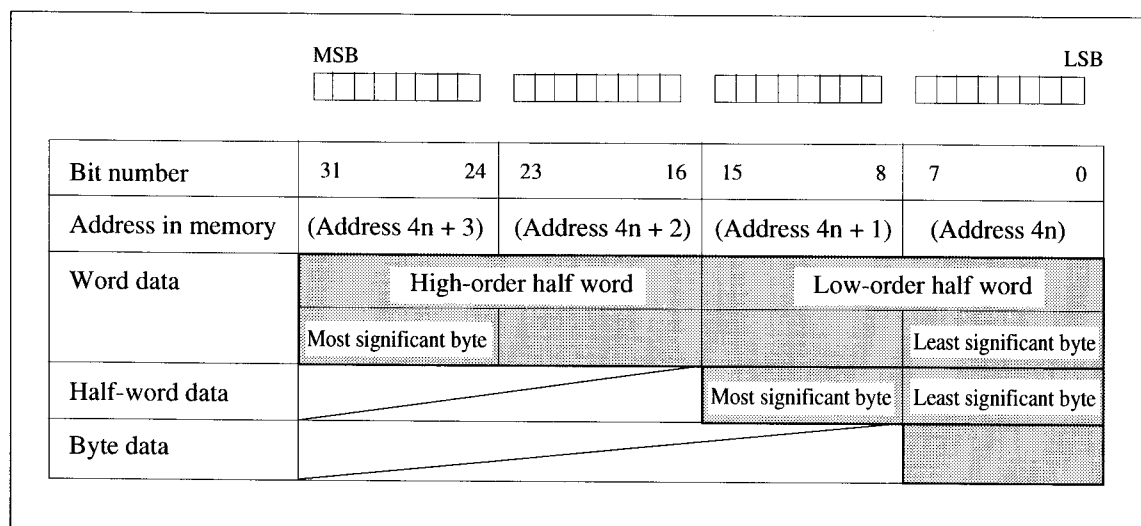 MSB LSB
Bit number 31 24 23 16 15 8 7 0
Address in memory (Address 4n + 3) (Address 4n + 2) (Address 4n + 1) (Address 4n)
Word data High-order half word Low-order half word
Most significant byte Least significant byte
Half-word data Most significant byte Least significant byte
Byte data